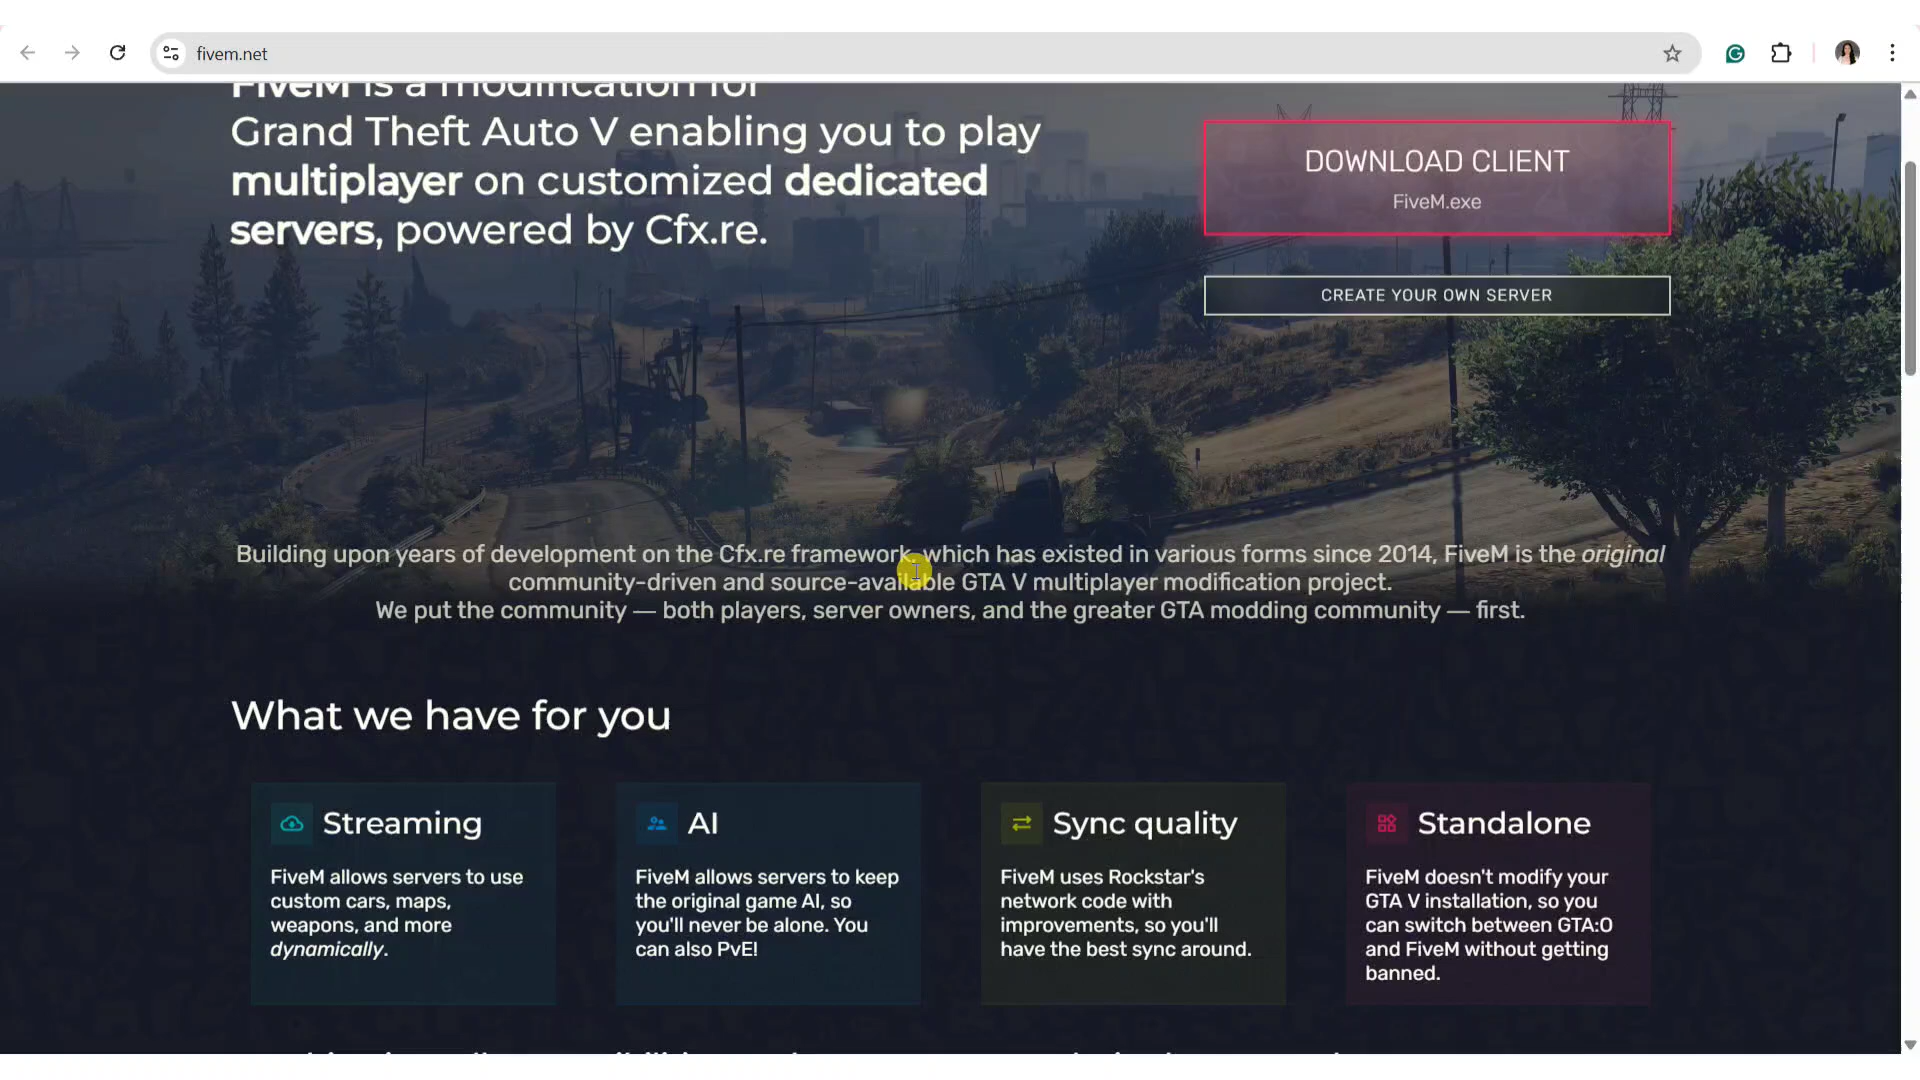 fivem.net
FiveM is a modification for
Grand Theft Auto V enabling you to play
multiplayer on customized dedicated
servers, powered by Cfx.re.
DOWNLOAD CLIENT
FiveM.exe
CREATE YOUR OWN SERVER
Building upon years of development on the Cfx.re framework, which has existed in various forms since 2014, FiveM is the original
community-driven and source-available GTA V multiplayer modification project.
We put the community — both players, server owners, and the greater GTA modding community — first.
What we have for you
Streaming
FiveM allows servers to use
custom cars, maps,
weapons, and more
dynamically.
AI
FiveM allows servers to keep
the original game AI, so
you'll never be alone. You
can also PvE!
Sync quality
FiveM uses Rockstar's
network code with
improvements, so you'll
have the best sync around.
Standalone
FiveM doesn't modify your
GTA V installation, so you
can switch between GTA:O
and FiveM without getting
banned.